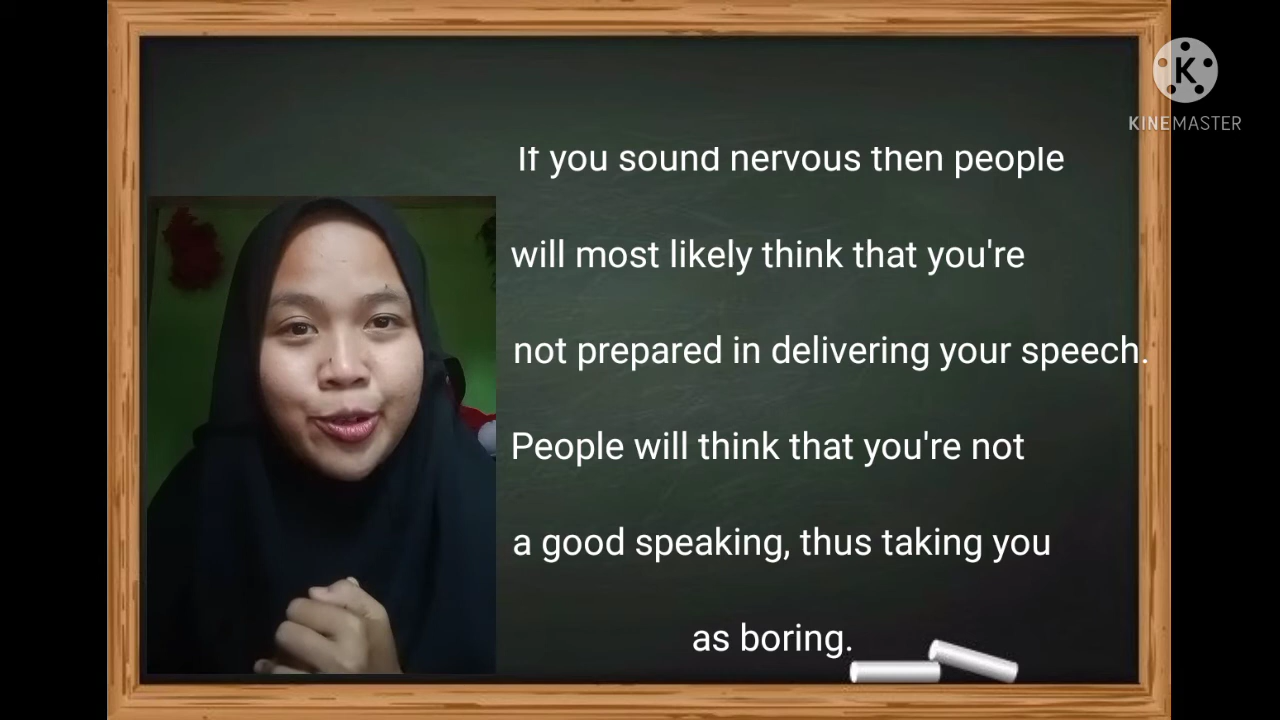 If you sound nervous then people
will most likely think that you're
not prepared in delivering your speech.
People will think that you're not
a good speaking, thus taking you
as boring.
K
KINEMASTER